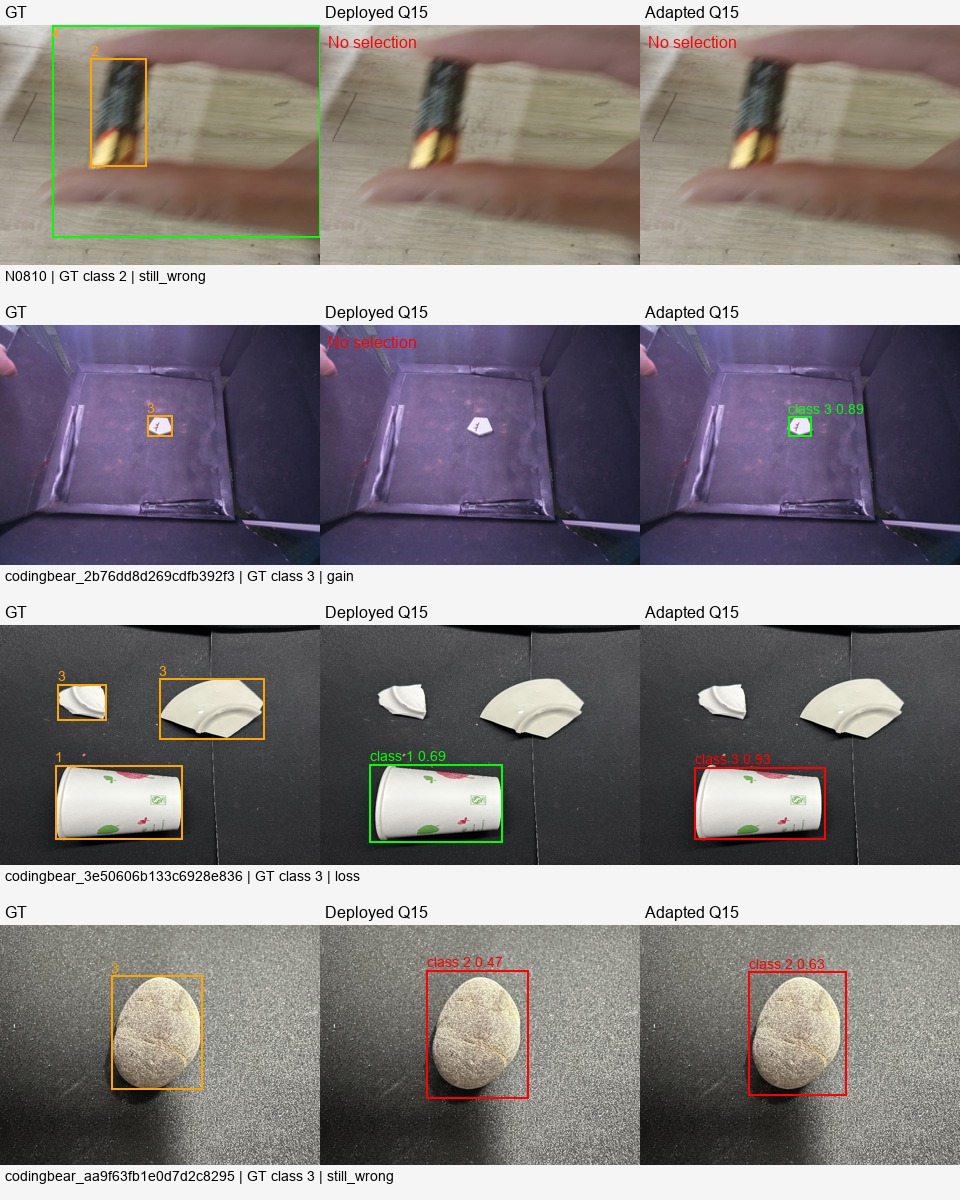 GT
Deployed Q15
Adapted Q15
2
No selection
No selection
N0810 | GT class 2 | still_wrong
GT
Deployed Q15
Adapted Q15
3
No selection
class 3 0.89
codingbear_2b76dd8d269cdfb392f3 | GT class 3 | gain
GT
Deployed Q15
Adapted Q15
3
3
1
class 1 0.69
class 3 0.93
codingbear_3e50606b133c6928e836 | GT class 3 | loss
GT
Deployed Q15
Adapted Q15
3
class 2 0.47
class 2 0.63
codingbear_aa9f63fb1e0d7d2c8295 | GT class 3 | still_wrong